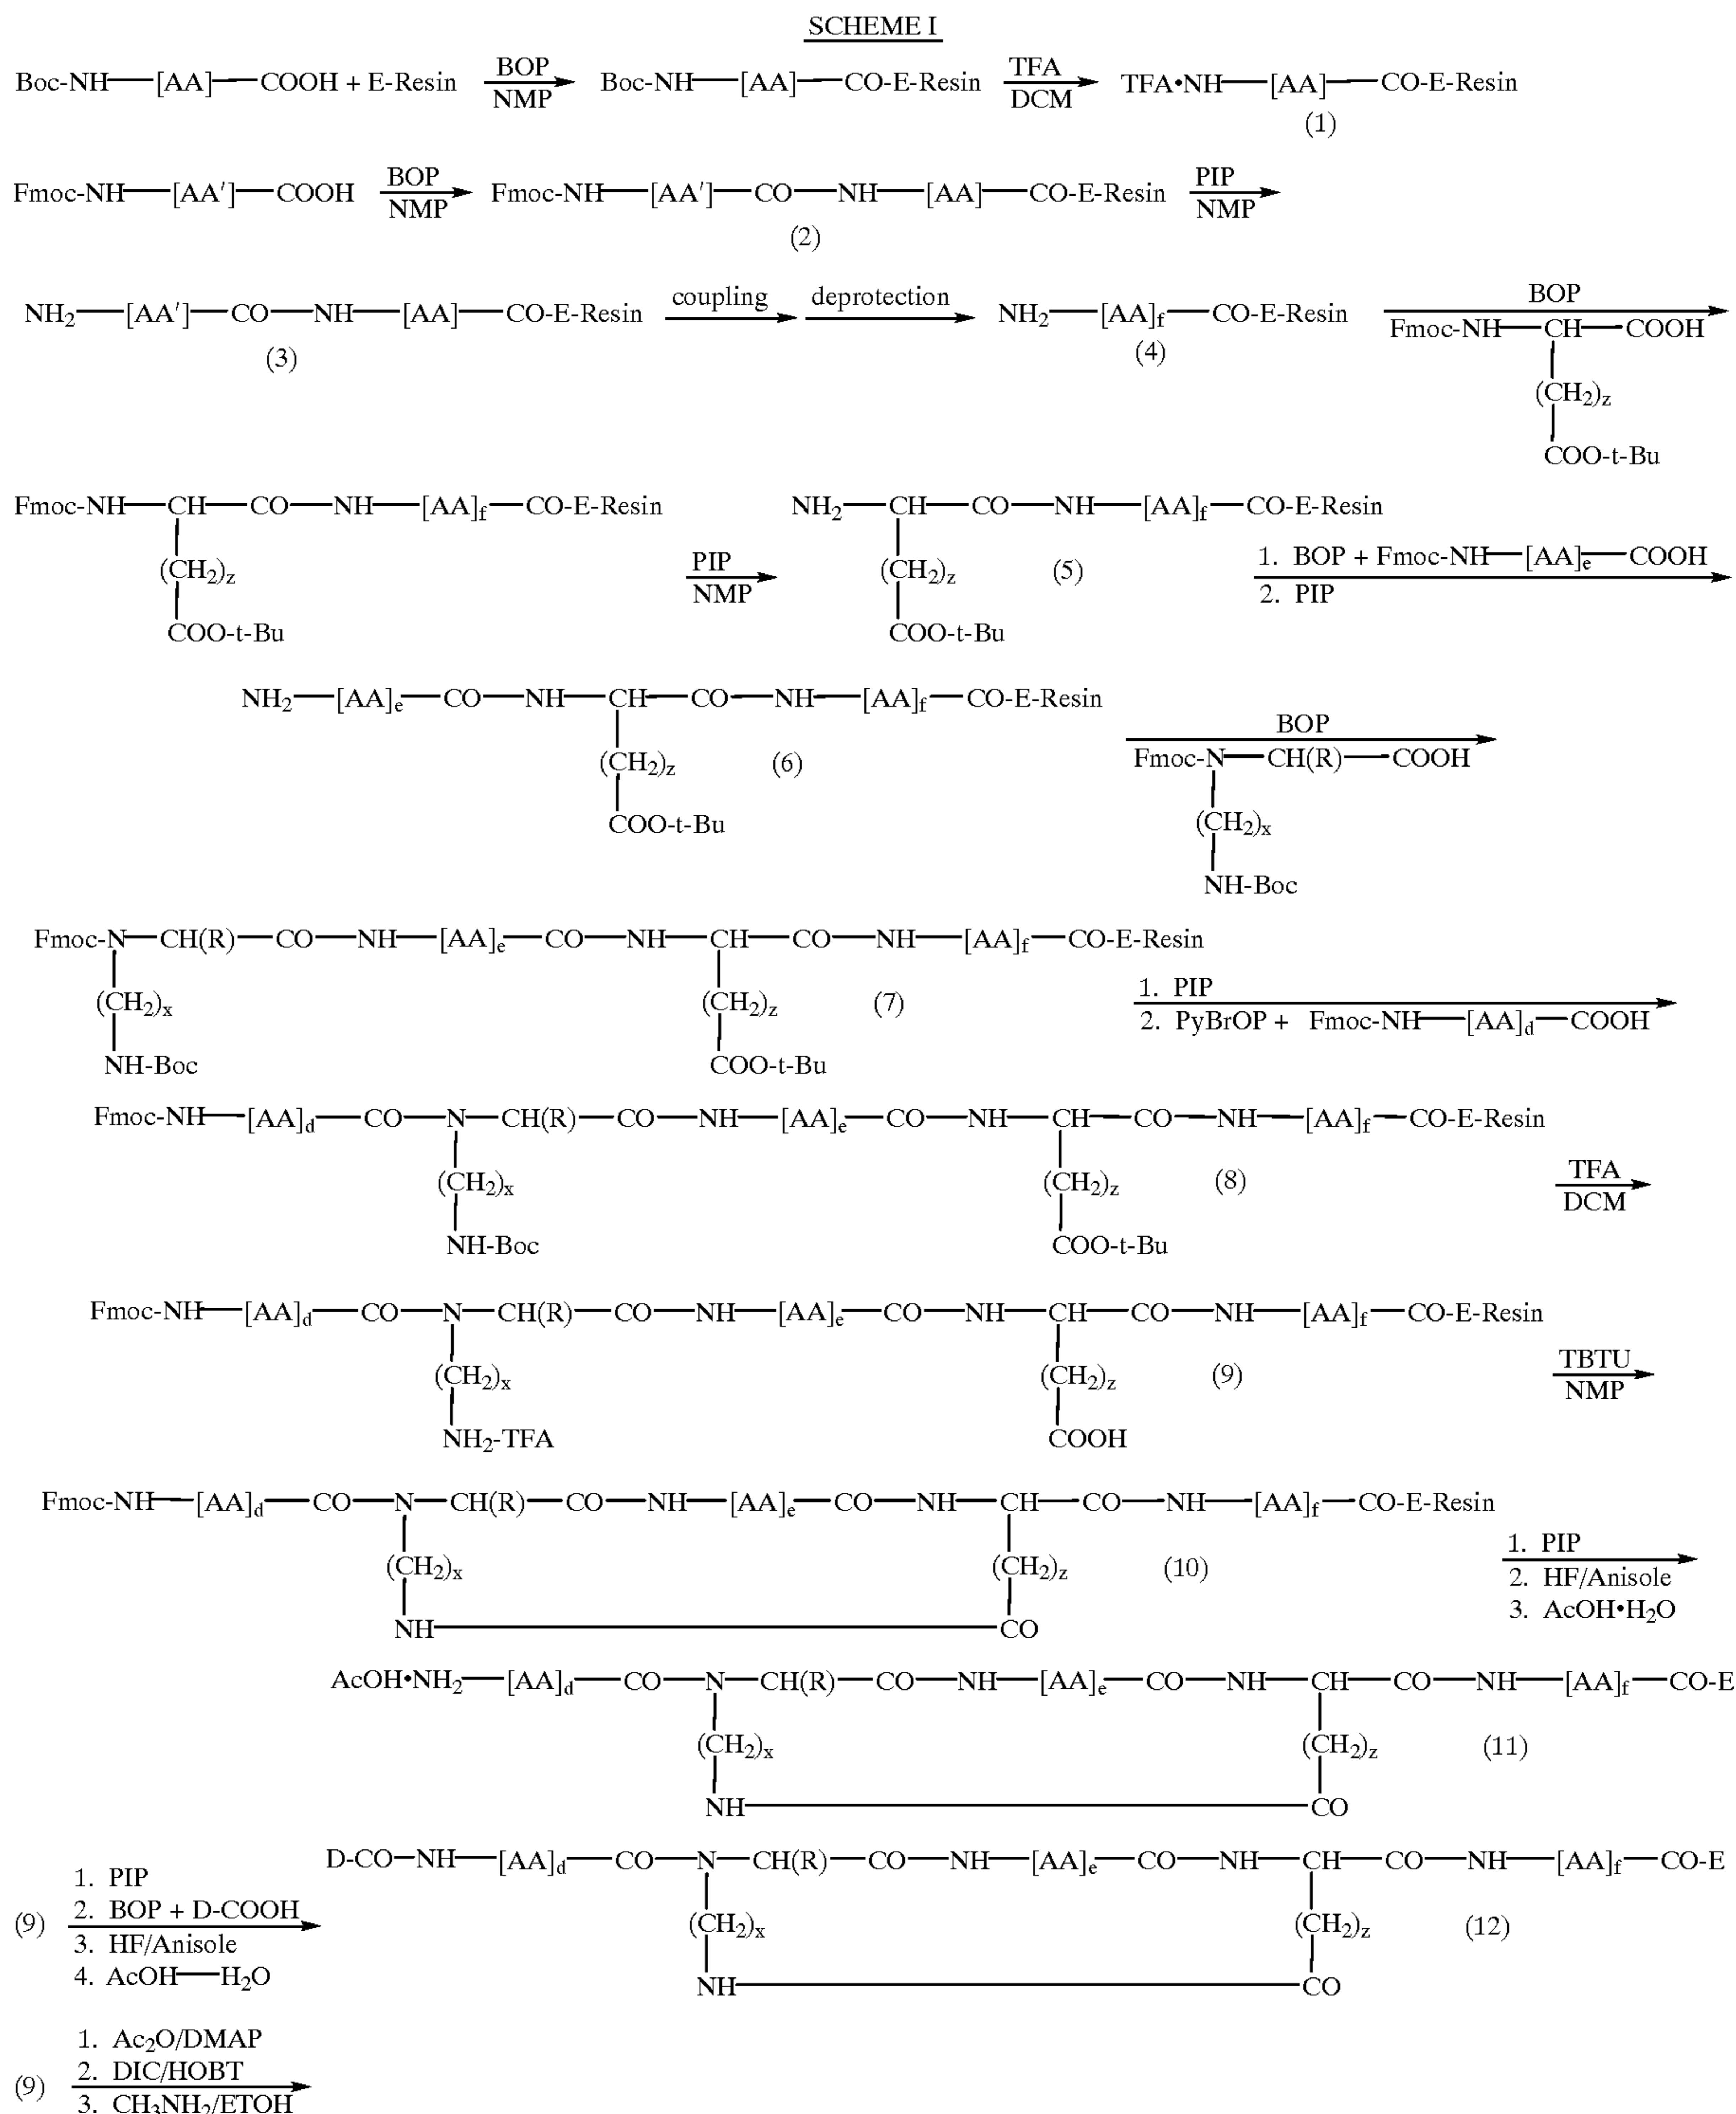 SCHEME I
Boc-NH—[AA]—COOH + E-Resin BOP NMP Boc-NH—[AA]—CO-E-Resin TFA DCM TFA•NH—[AA]—CO-E-Resin
(1)
Fmoc-NH—[AA′]—COOH BOP NMP Fmoc-NH—[AA′]—CO—NH—[AA]—CO-E-Resin PIP NMP
(2)
NH2—[AA′]—CO—NH—[AA]—CO-E-Resin coupling deprotection NH2—[AA]f—CO-E-Resin BOP
(3) (4) Fmoc-NH—CH—COOH
(CH2)z
COO-t-Bu
Fmoc-NH—CH—CO—NH—[AA]f—CO-E-Resin NH2—CH—CO—NH—[AA]f—CO-E-Resin
(CH2)z PIP NMP (CH2)z (5) 1. BOP + Fmoc-NH—[AA]e—COOH
2. PIP
COO-t-Bu COO-t-Bu
NH2—[AA]e—CO—NH—CH—CO—NH—[AA]f—CO-E-Resin
BOP
(CH2)z (6) Fmoc-N—CH(R)—COOH
COO-t-Bu (CH2)x
NH-Boc
Fmoc-N—CH(R)—CO—NH—[AA]e—CO—NH—CH—CO—NH—[AA]f—CO-E-Resin
(CH2)x (CH2)z (7) 1. PIP
2. PyBrOP + Fmoc-NH—[AA]d—COOH
NH-Boc COO-t-Bu
Fmoc-NH—[AA]d—CO—N—CH(R)—CO—NH—[AA]e—CO—NH—CH—CO—NH—[AA]f—CO-E-Resin
(CH2)x (CH2)z (8) TFA DCM
NH-Boc COO-t-Bu
Fmoc-NH—[AA]d—CO—N—CH(R)—CO—NH—[AA]e—CO—NH—CH—CO—NH—[AA]f—CO-E-Resin
(CH2)x (CH2)z (9) TBTU NMP
NH2-TFA COOH
Fmoc-NH—[AA]d—CO—N—CH(R)—CO—NH—[AA]e—CO—NH—CH—CO—NH—[AA]f—CO-E-Resin
(CH2)x (CH2)z (10) 1. PIP
2. HF/Anisole
3. AcOH•H2O
NH—CO
AcOH•NH2—[AA]d—CO—N—CH(R)—CO—NH—[AA]e—CO—NH—CH—CO—NH—[AA]f—CO-E
(CH2)x (CH2)z (11)
NH—CO
D-CO—NH—[AA]d—CO—N—CH(R)—CO—NH—[AA]e—CO—NH—CH—CO—NH—[AA]f—CO-E
1. PIP
(9) 2. BOP + D-COOH (CH2)x (CH2)z (12)
3. HF/Anisole
4. AcOH—H2O NH—CO
1. Ac2O/DMAP
(9) 2. DIC/HOBT
3. CH3NH2/ETOH